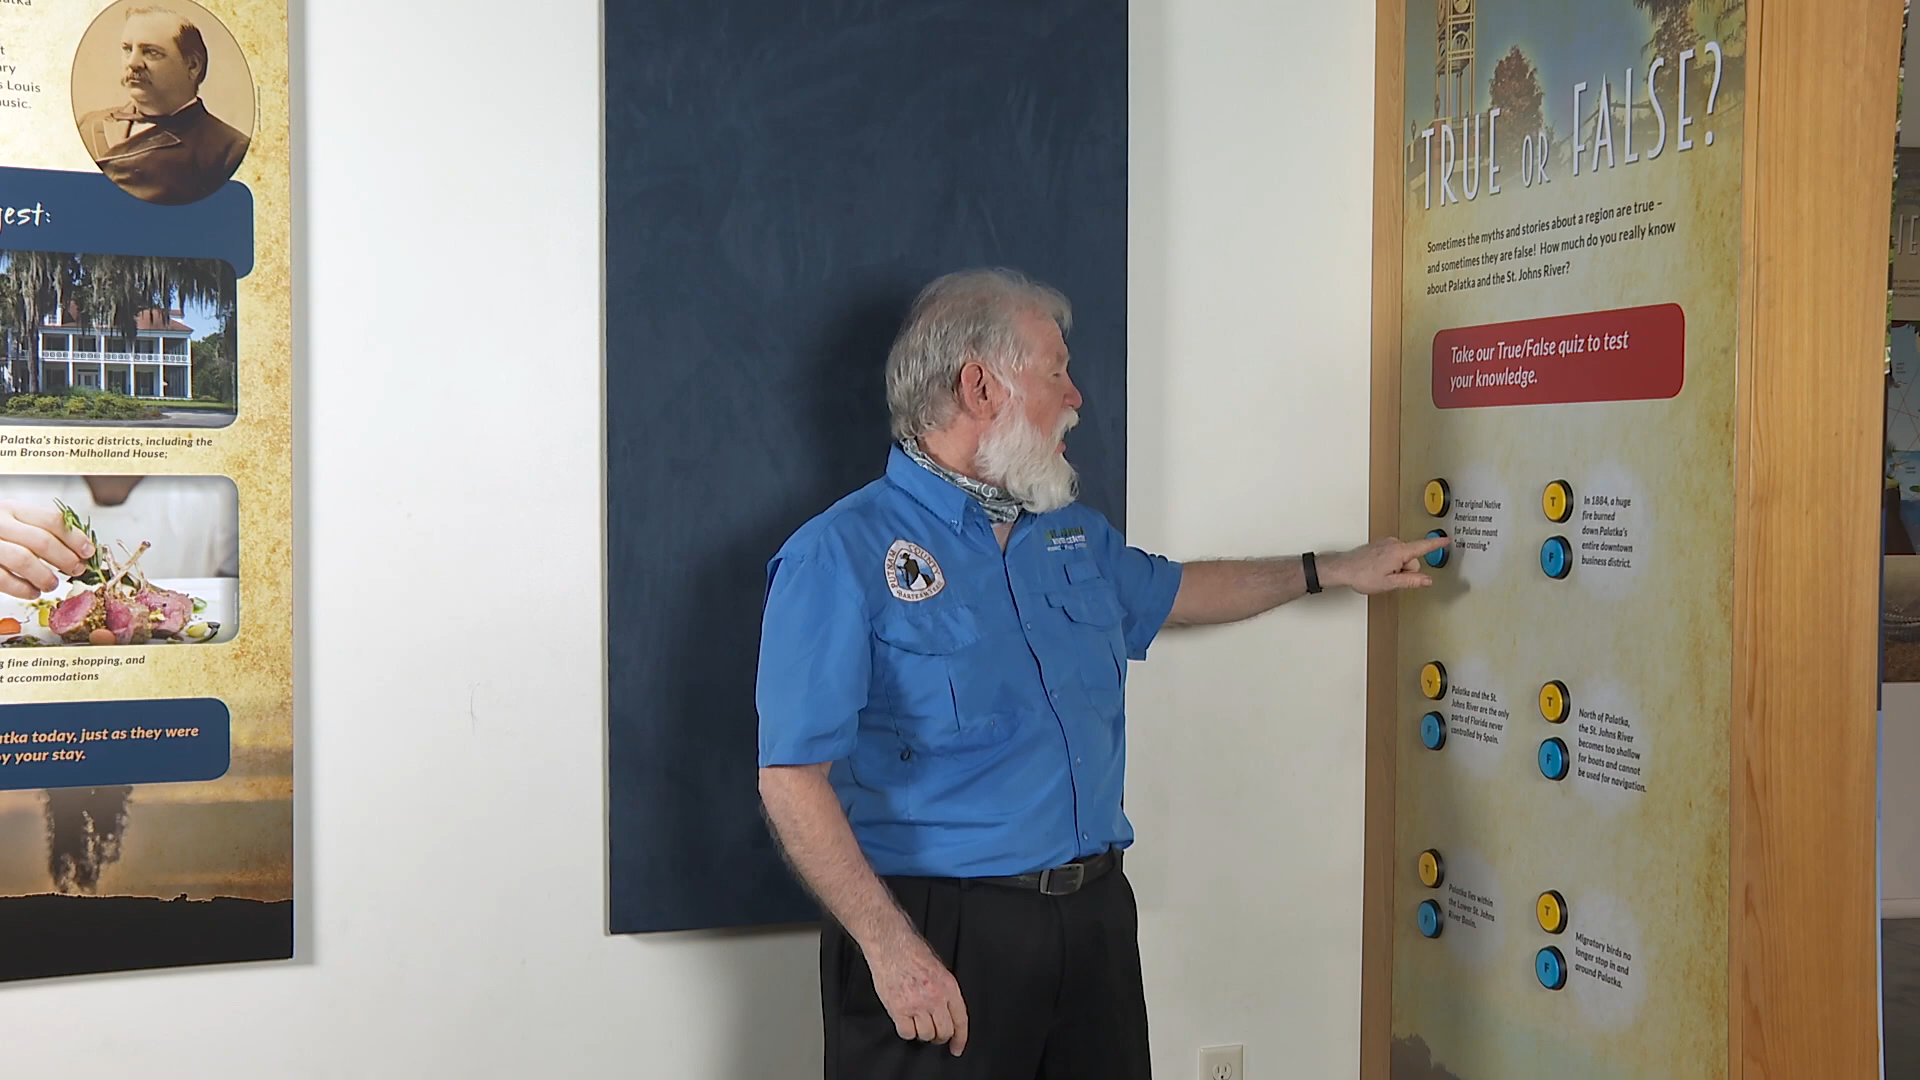 s Louis
usic.
gest:
Palatka's historic districts, including the
um Bronson-Mulholland House;
g fine dining, shopping, and
t accommodations
atka today, just as they were
y your stay.
PUTNAM COUNTY
BARTRAM TRAIL
TRUE OR FALSE?
Sometimes the myths and stories about a region are true –
and sometimes they are false! How much do you really know
about Palatka and the St. Johns River?
Take our True/False quiz to test
your knowledge.
T
F
The original Native
American name
for Palatka meant
"cow crossing."
T
F
In 1884, a huge
fire burned
down Palatka's
entire downtown
business district.
T
F
Palatka and the St.
Johns River are the only
parts of Florida never
controlled by Spain.
T
F
North of Palatka,
the St. Johns River
becomes too shallow
for boats and cannot
be used for navigation.
T
F
Palatka lies within
the Lower St. Johns
River Basin.
T
F
Migratory birds no
longer stop in and
around Palatka.